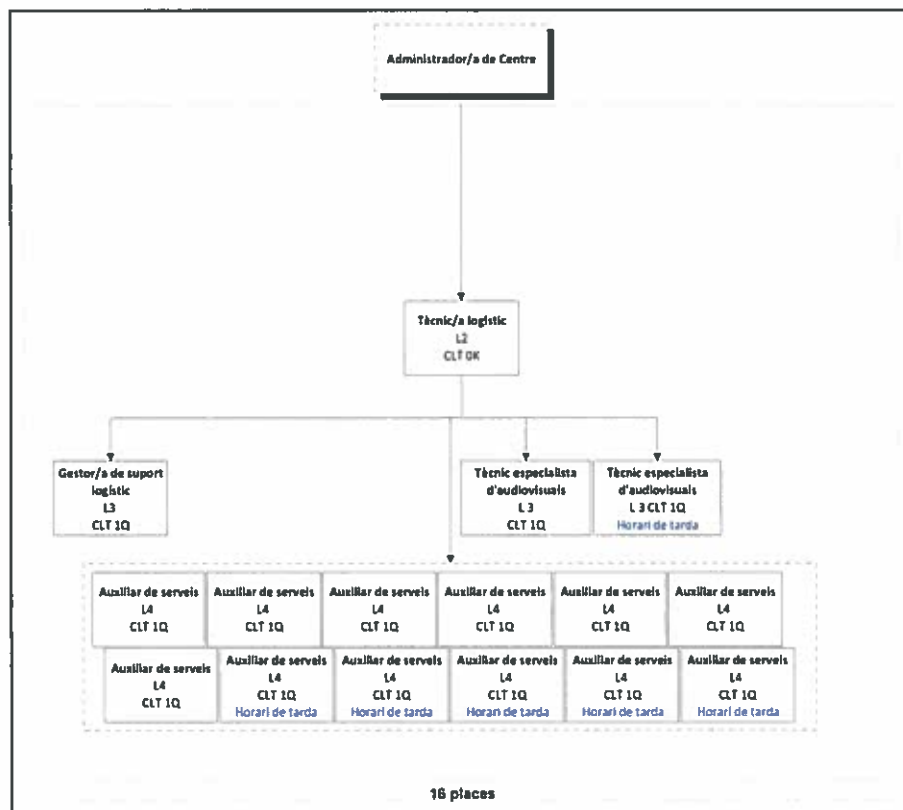 Administrador/a de Centre
Tècnic/a logístic
L2
CLT 0K
Gestor/a de suport
logístic
L3
CLT 1Q
Tècnic especialista
d'audiovisuals
L 3
CLT 1Q
Tècnic especialista
d'audiovisuals
L 3 CLT 1Q
Horari de tarda
Auxiliar de serveis
L4
CLT 1Q
Auxiliar de serveis
L4
CLT 1Q
Auxiliar de serveis
L4
CLT 1Q
Auxiliar de serveis
L4
CLT 1Q
Auxiliar de serveis
L4
CLT 1Q
Auxiliar de serveis
L4
CLT 1Q
Auxiliar de serveis
L4
CLT 1Q
Auxiliar de serveis
L4
CLT 1Q
Horari de tarda
Auxiliar de serveis
L4
CLT 1Q
Horari de tarda
Auxiliar de serveis
L4
CLT 1Q
Horari de tarda
Auxiliar de serveis
L4
CLT 1Q
Horari de tarda
Auxiliar de serveis
L4
CLT 1Q
Horari de tarda
16 places